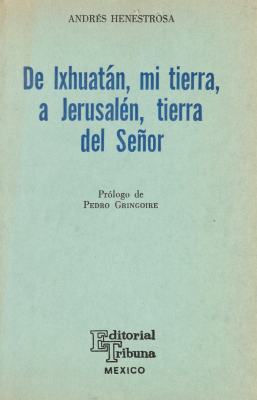 ANDRÉS HENESTROSA
De Ixhuatán, mi tierra,
a Jerusalén, tierra
del Señor
Prólogo de
PEDRO GRINGOIRE
Editorial
Tribuna
MEXICO